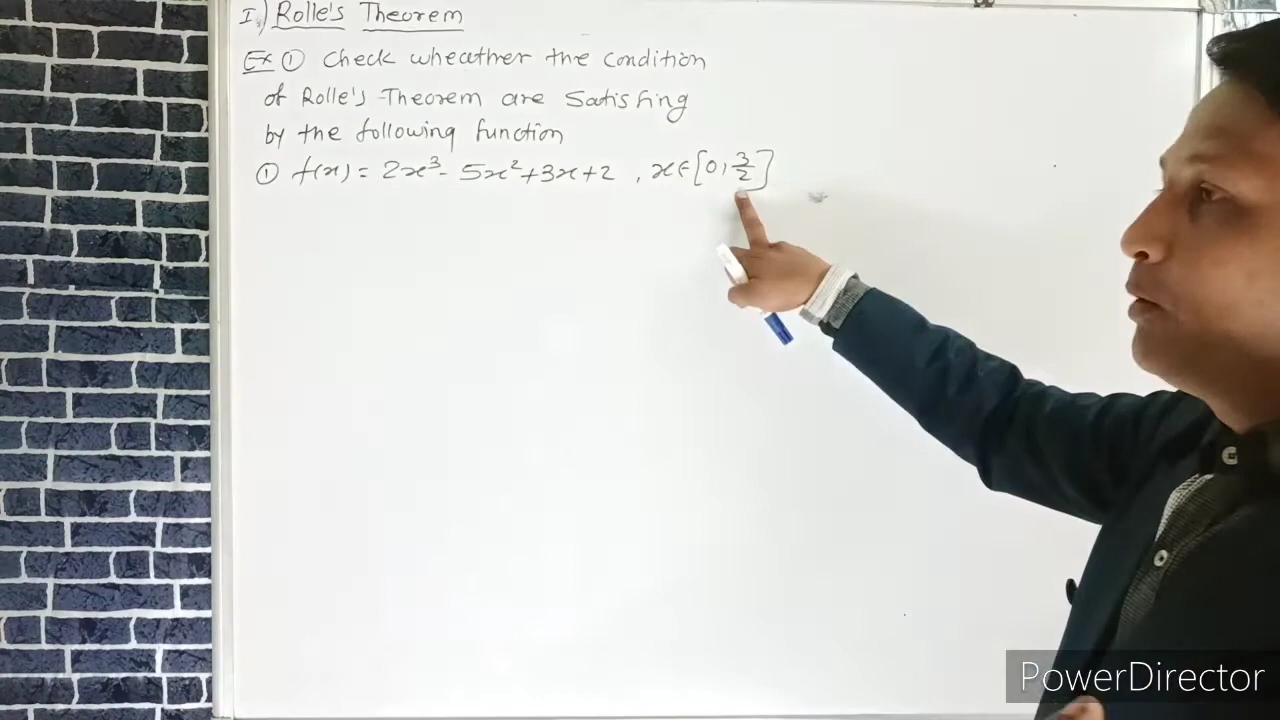 I.) Rolle's Theorem
Ex ① Check wheather the condition
of Rolle's Theorem are Satisfing
by the following function
① f(x) = 2x³ - 5x² + 3x + 2 , x ∈ [0, 3/2]
PowerDirector